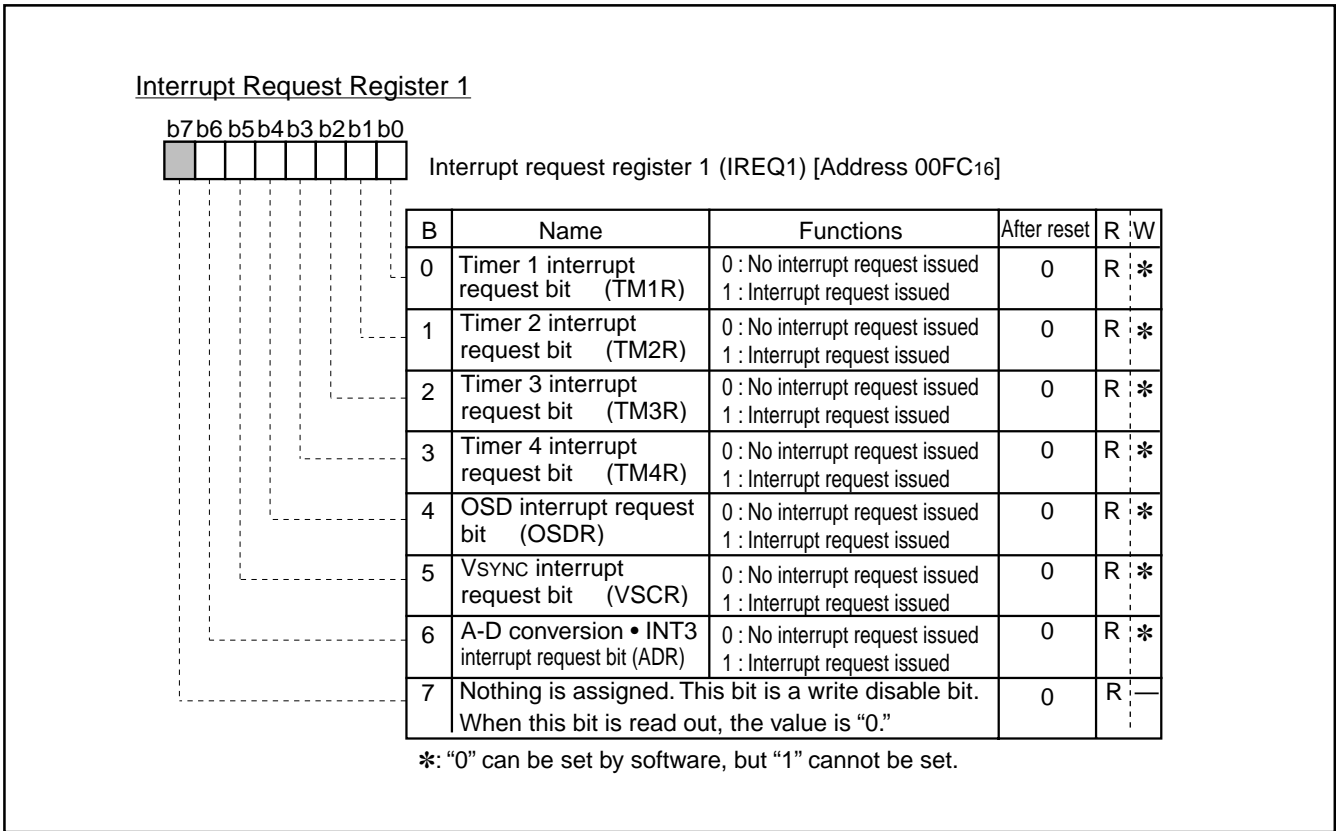 Interrupt Request Register 1
b7 b6 b5 b4 b3 b2 b1 b0
Interrupt request register 1 (IREQ1) [Address 00FC16]
B Name Functions After reset R W
0 Timer 1 interrupt request bit (TM1R) 0 : No interrupt request issued 1 : Interrupt request issued 0 R ✻
1 Timer 2 interrupt request bit (TM2R) 0 : No interrupt request issued 1 : Interrupt request issued 0 R ✻
2 Timer 3 interrupt request bit (TM3R) 0 : No interrupt request issued 1 : Interrupt request issued 0 R ✻
3 Timer 4 interrupt request bit (TM4R) 0 : No interrupt request issued 1 : Interrupt request issued 0 R ✻
4 OSD interrupt request bit (OSDR) 0 : No interrupt request issued 1 : Interrupt request issued 0 R ✻
5 VSYNC interrupt request bit (VSCR) 0 : No interrupt request issued 1 : Interrupt request issued 0 R ✻
6 A-D conversion • INT3 interrupt request bit (ADR) 0 : No interrupt request issued 1 : Interrupt request issued 0 R ✻
7 Nothing is assigned. This bit is a write disable bit. When this bit is read out, the value is “0.” 0 R —
✻: “0” can be set by software, but “1” cannot be set.